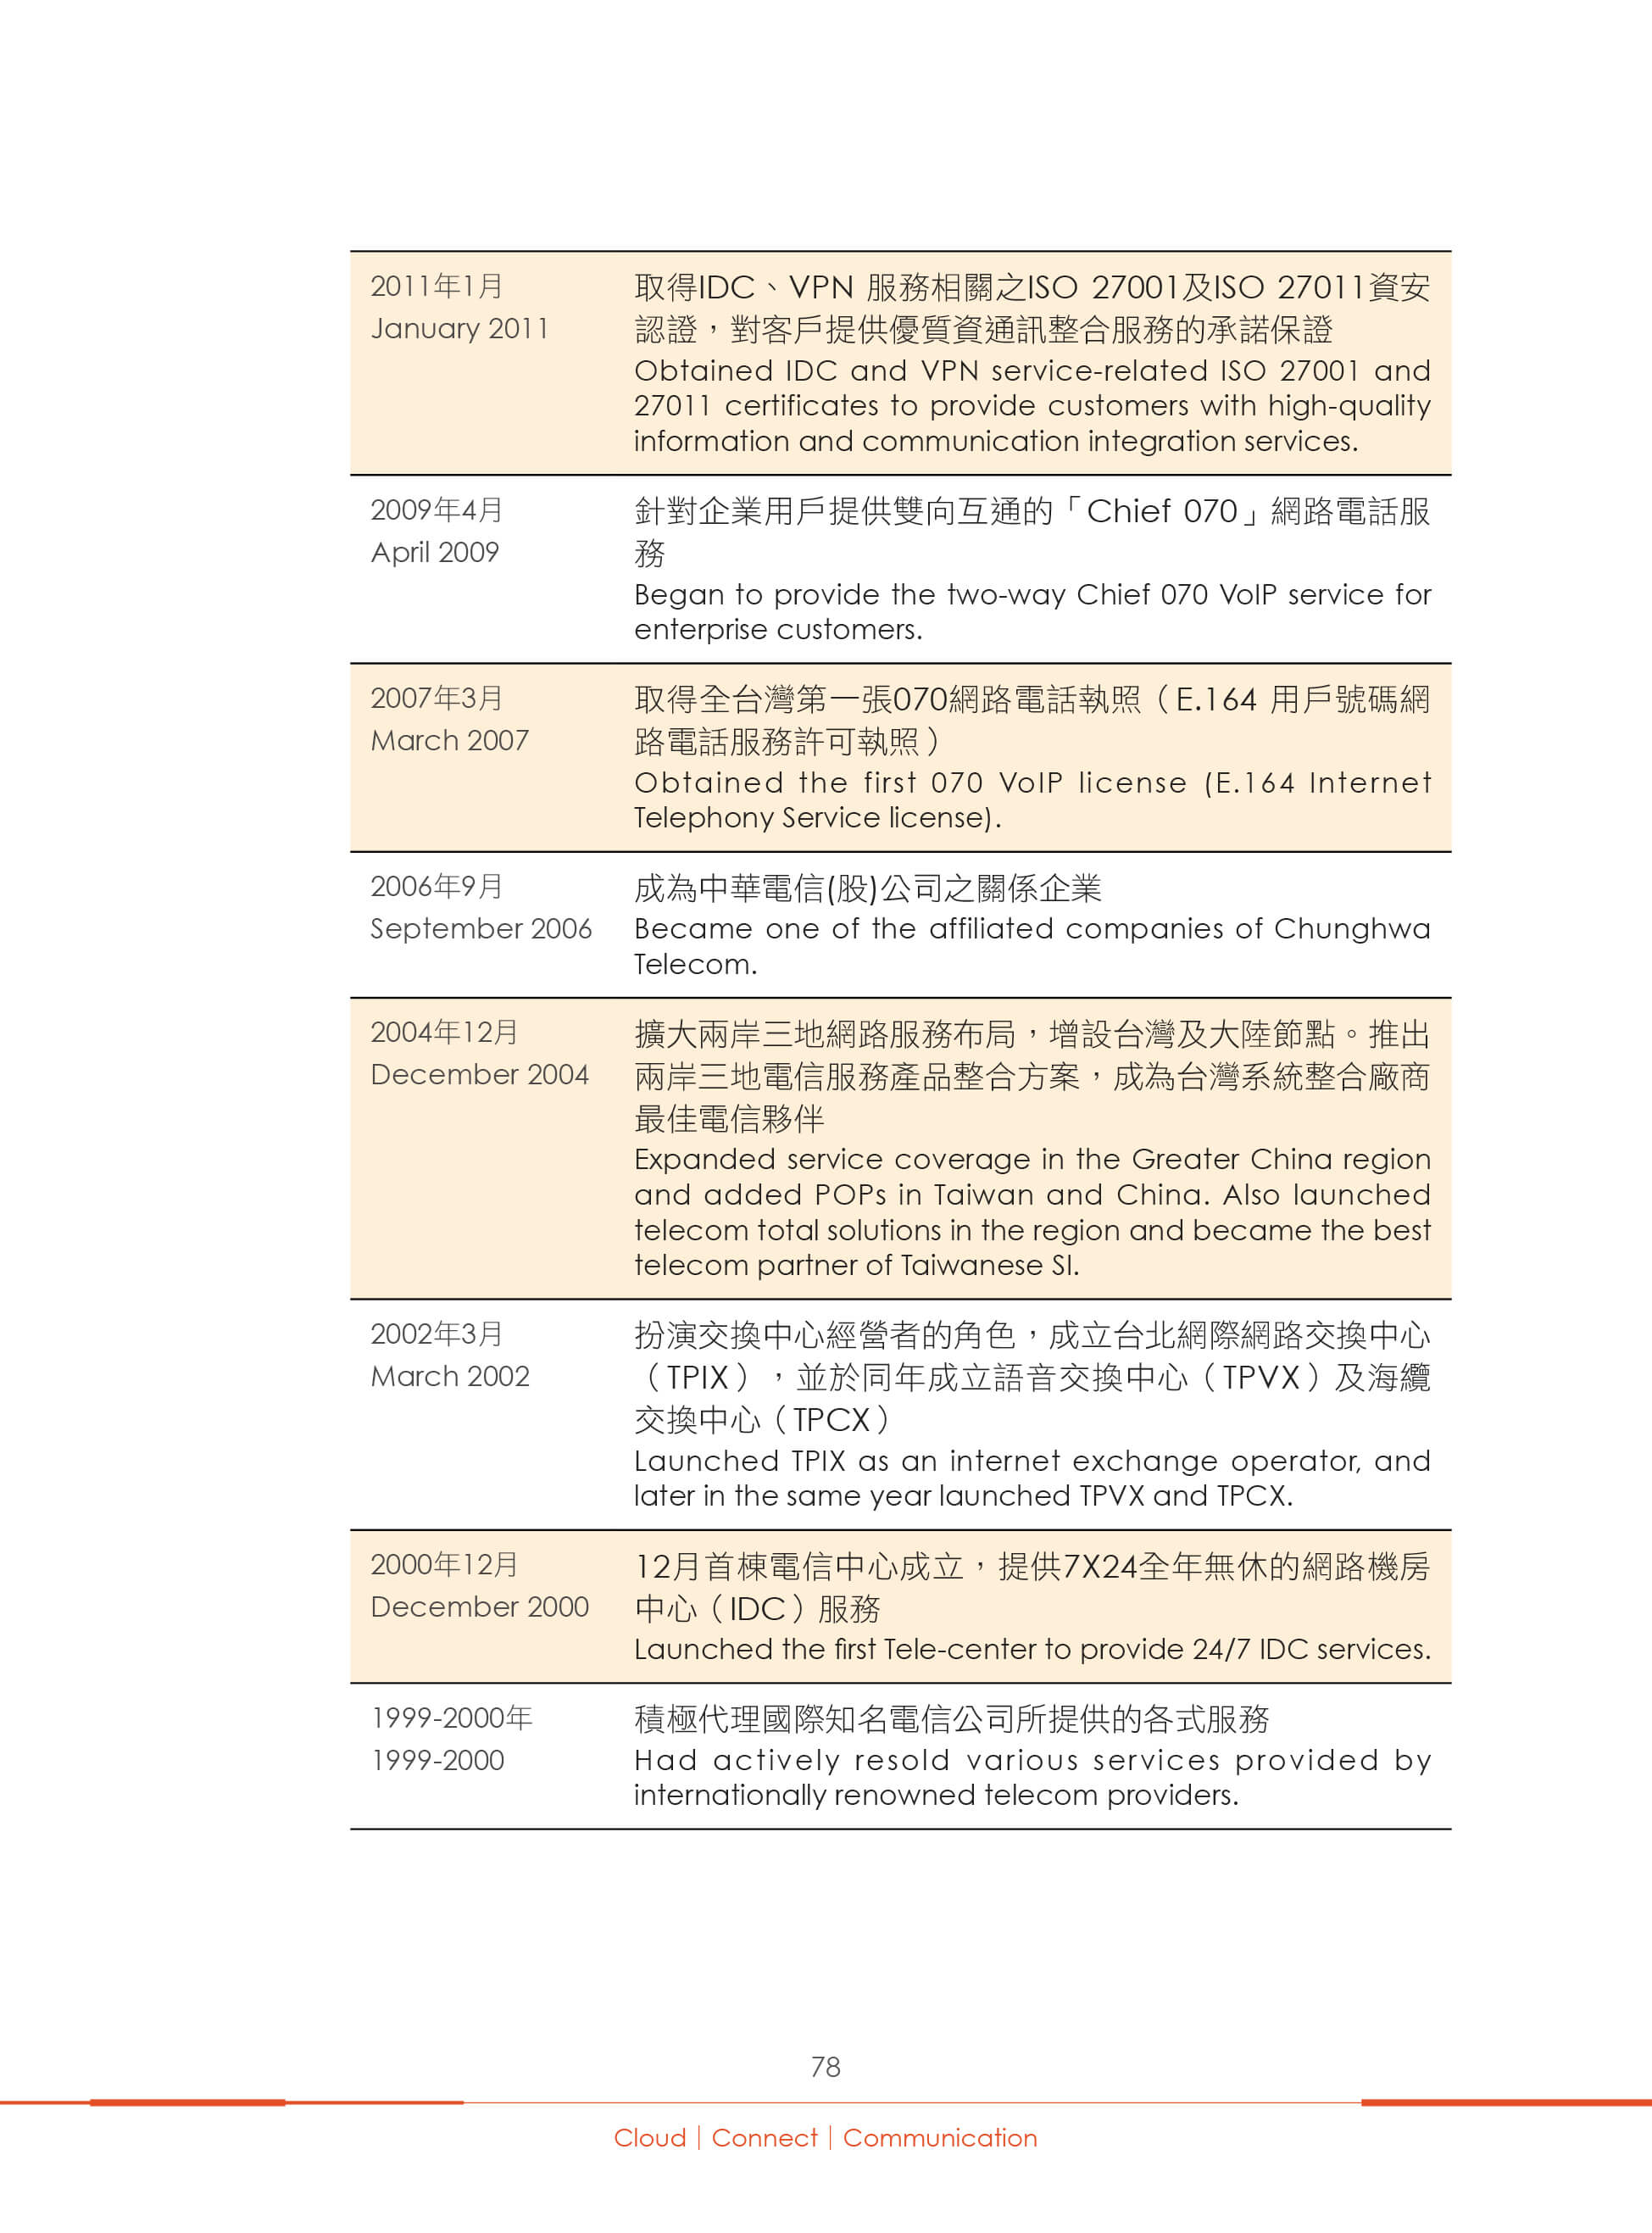 2011年1月
January 2011
取得IDC、VPN 服務相關之ISO 27001及ISO 27011資安
認證，對客戶提供優質資通訊整合服務的承諾保證
Obtained IDC and VPN service-related ISO 27001 and
27011 certificates to provide customers with high-quality
information and communication integration services.
2009年4月
April 2009
針對企業用戶提供雙向互通的「Chief 070」網路電話服
務
Began to provide the two-way Chief 070 VoIP service for
enterprise customers.
2007年3月
March 2007
取得全台灣第一張070網路電話執照（E.164 用戶號碼網
路電話服務許可執照）
Obtained the first 070 VoIP license (E.164 Internet
Telephony Service license).
2006年9月
September 2006
成為中華電信(股)公司之關係企業
Became one of the affiliated companies of Chunghwa
Telecom.
2004年12月
December 2004
擴大兩岸三地網路服務布局，增設台灣及大陸節點。推出
兩岸三地電信服務產品整合方案，成為台灣系統整合廠商
最佳電信夥伴
Expanded service coverage in the Greater China region
and added POPs in Taiwan and China. Also launched
telecom total solutions in the region and became the best
telecom partner of Taiwanese SI.
2002年3月
March 2002
扮演交換中心經營者的角色，成立台北網際網路交換中心
（TPIX），並於同年成立語音交換中心（TPVX）及海纜
交換中心（TPCX）
Launched TPIX as an internet exchange operator, and
later in the same year launched TPVX and TPCX.
2000年12月
December 2000
12月首棟電信中心成立，提供7X24全年無休的網路機房
中心（IDC）服務
Launched the first Tele-center to provide 24/7 IDC services.
1999-2000年
1999-2000
積極代理國際知名電信公司所提供的各式服務
Had actively resold various services provided by
internationally renowned telecom providers.
78
Cloud｜Connect｜Communication